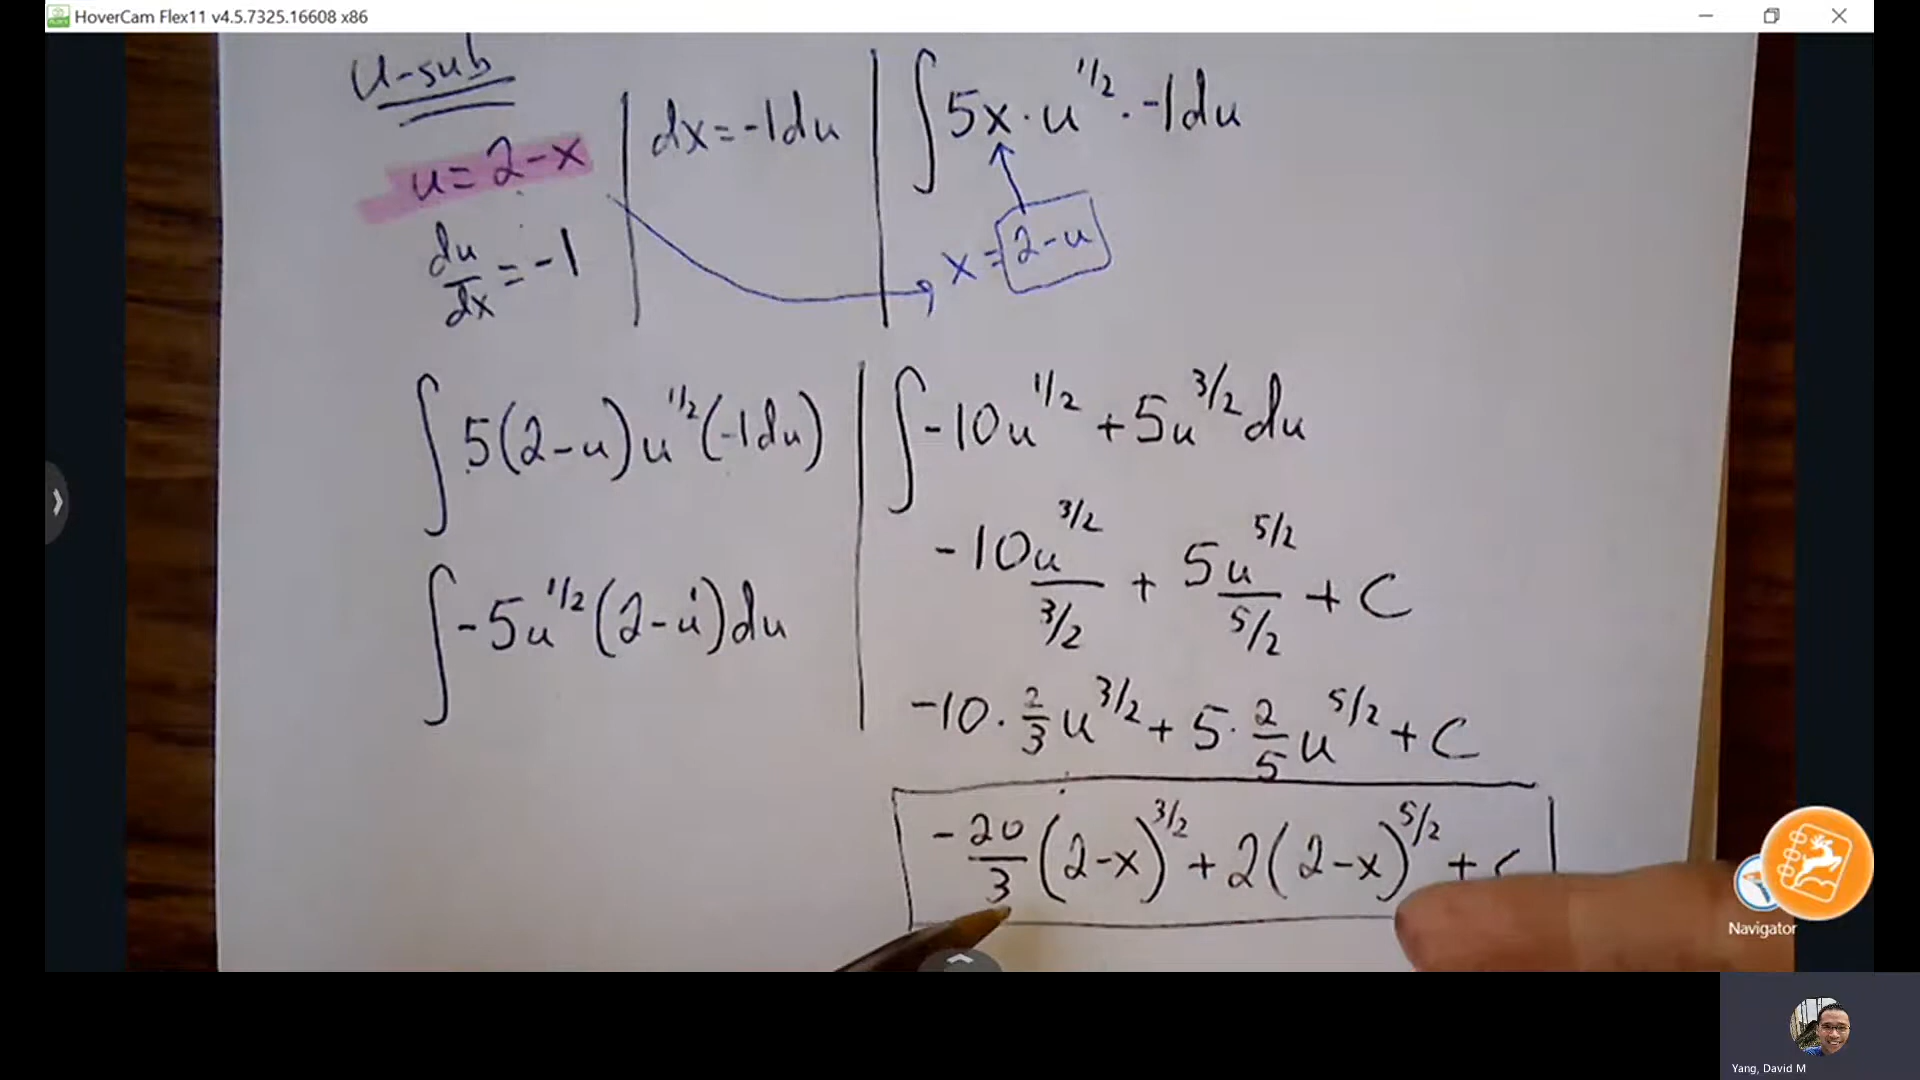 HoverCam Flex11 v4.5.7325.16608 x86
U-sub
u = 2 - x
du/dx = -1
dx = -1du
∫ 5x · u^1/2 · -1du
x = 2 - u
∫ 5(2-u)u^1/2(-1du)
∫ -5u^1/2(2-u)du
∫ -10u^1/2 + 5u^3/2 du
-10u^3/2 / 3/2 + 5u^5/2 / 5/2 + C
-10 · 2/3 u^3/2 + 5 · 2/5 u^5/2 + C
-20/3 (2-x)^3/2 + 2(2-x)^5/2 +
Navigator
Yang, David M